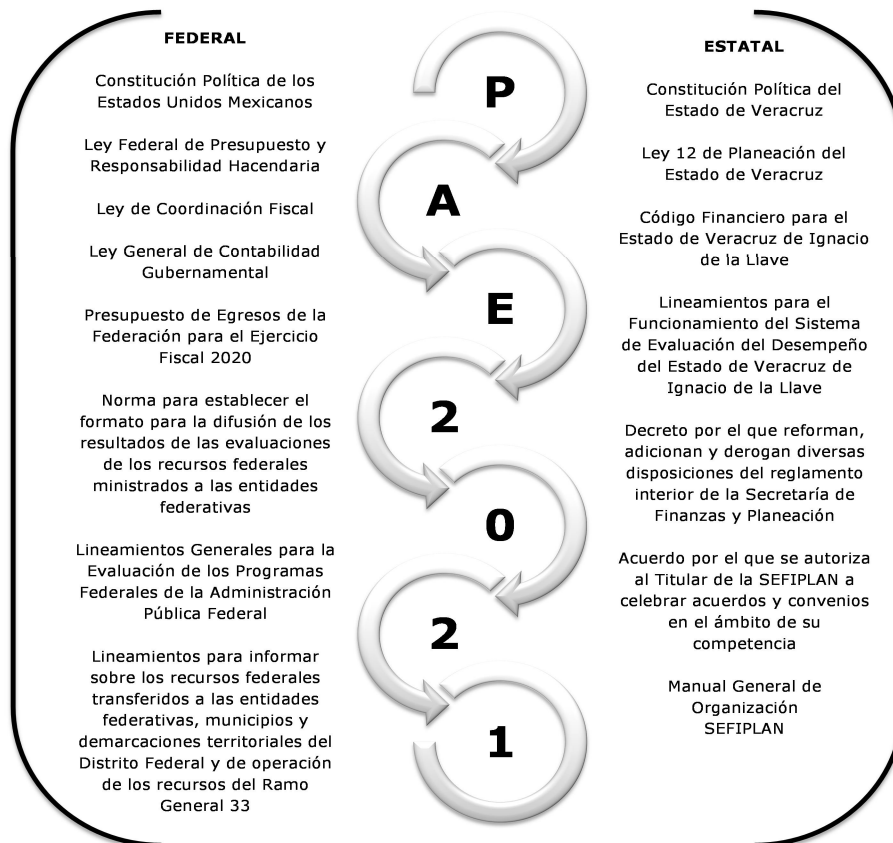 FEDERAL
Constitución Política de los
Estados Unidos Mexicanos
Ley Federal de Presupuesto y
Responsabilidad Hacendaria
Ley de Coordinación Fiscal
Ley General de Contabilidad
Gubernamental
Presupuesto de Egresos de la
Federación para el Ejercicio
Fiscal 2020
Norma para establecer el
formato para la difusión de los
resultados de las evaluaciones
de los recursos federales
ministrados a las entidades
federativas
Lineamientos Generales para la
Evaluación de los Programas
Federales de la Administración
Pública Federal
Lineamientos para informar
sobre los recursos federales
transferidos a las entidades
federativas, municipios y
demarcaciones territoriales del
Distrito Federal y de operación
de los recursos del Ramo
General 33
P
A
E
2
0
2
1
ESTATAL
Constitución Política del
Estado de Veracruz
Ley 12 de Planeación del
Estado de Veracruz
Código Financiero para el
Estado de Veracruz de Ignacio
de la Llave
Lineamientos para el
Funcionamiento del Sistema
de Evaluación del Desempeño
del Estado de Veracruz de
Ignacio de la Llave
Decreto por el que reforman,
adicionan y derogan diversas
disposiciones del reglamento
interior de la Secretaría de
Finanzas y Planeación
Acuerdo por el que se autoriza
al Titular de la SEFIPLAN a
celebrar acuerdos y convenios
en el ámbito de su
competencia
Manual General de
Organización
SEFIPLAN